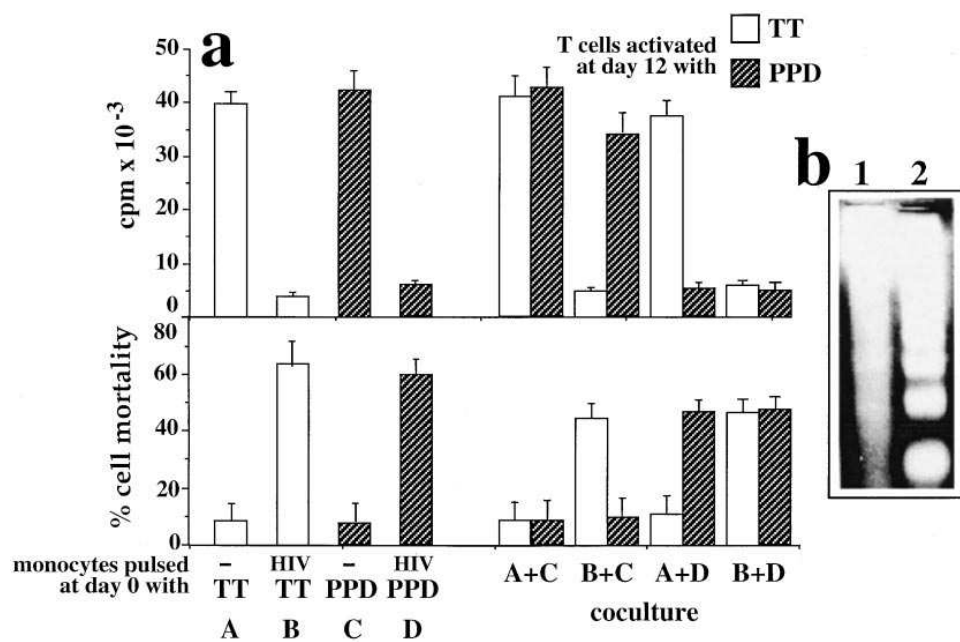 a
T cells activated
at day 12 with
TT
PPD
cpm x 10⁻³
50
40
30
20
10
0
% cell mortality
80
60
40
20
0
monocytes pulsed
at day 0 with
– HIV – HIV
TT TT PPD PPD
A B C D
A+C B+C A+D B+D
coculture
b
1 2